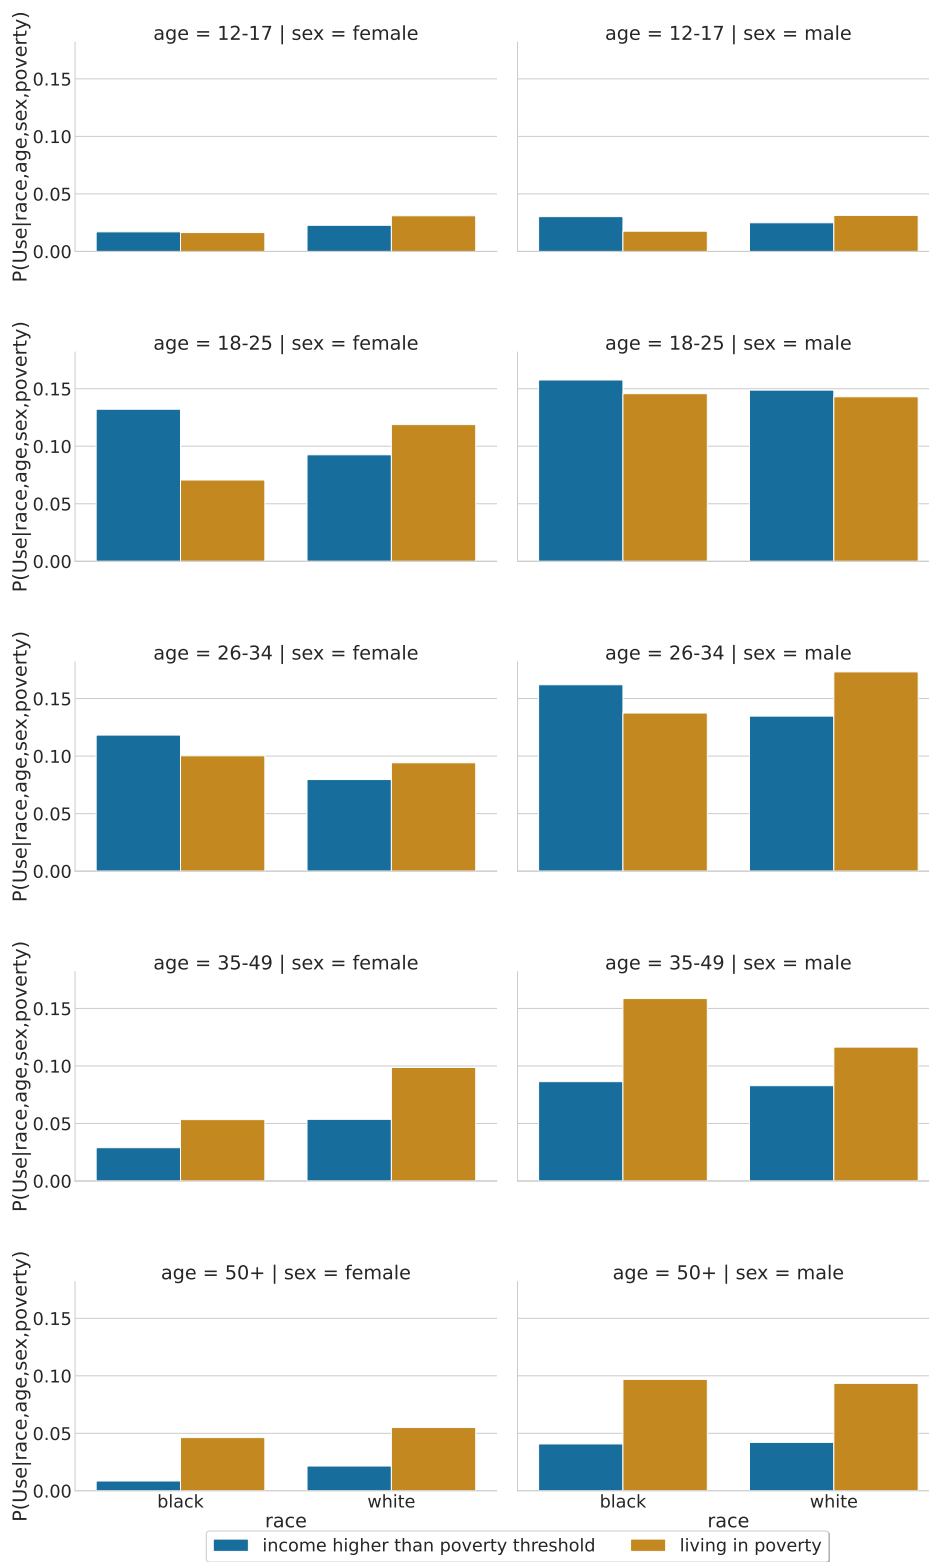 age = 12-17 | sex = female
age = 12-17 | sex = male
P(Use|race,age,sex,poverty)
0.15
0.10
0.05
0.00
age = 18-25 | sex = female
age = 18-25 | sex = male
P(Use|race,age,sex,poverty)
0.15
0.10
0.05
0.00
age = 26-34 | sex = female
age = 26-34 | sex = male
P(Use|race,age,sex,poverty)
0.15
0.10
0.05
0.00
age = 35-49 | sex = female
age = 35-49 | sex = male
P(Use|race,age,sex,poverty)
0.15
0.10
0.05
0.00
age = 50+ | sex = female
age = 50+ | sex = male
P(Use|race,age,sex,poverty)
0.15
0.10
0.05
0.00
black white
black white
race
race
income higher than poverty threshold
living in poverty